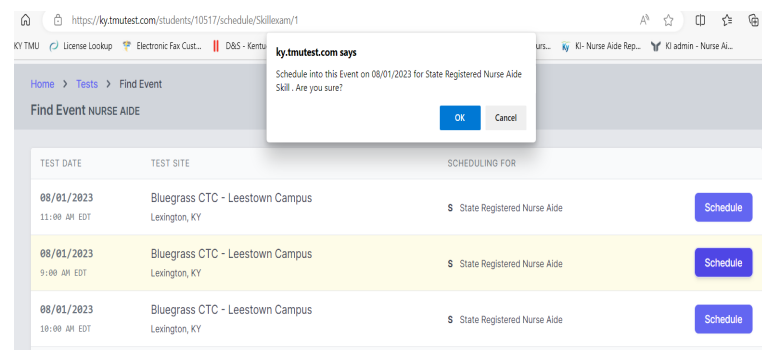 https://ky.tmutest.com/students/10517/schedule/Skillexam/1
KY TMU License Lookup Electronic Fax Cust... D&S - Kentu urs... KI- Nurse Aide Rep... KI admin - Nurse Ai...
ky.tmutest.com says
Schedule into this Event on 08/01/2023 for State Registered Nurse Aide
Skill . Are you sure?
OK Cancel
Home > Tests > Find Event
Find Event NURSE AIDE
TEST DATE TEST SITE SCHEDULING FOR
08/01/2023 Bluegrass CTC - Leestown Campus
11:00 AM EDT Lexington, KY
S State Registered Nurse Aide Schedule
08/01/2023 Bluegrass CTC - Leestown Campus
9:00 AM EDT Lexington, KY
S State Registered Nurse Aide Schedule
08/01/2023 Bluegrass CTC - Leestown Campus
10:00 AM EDT Lexington, KY
S State Registered Nurse Aide Schedule